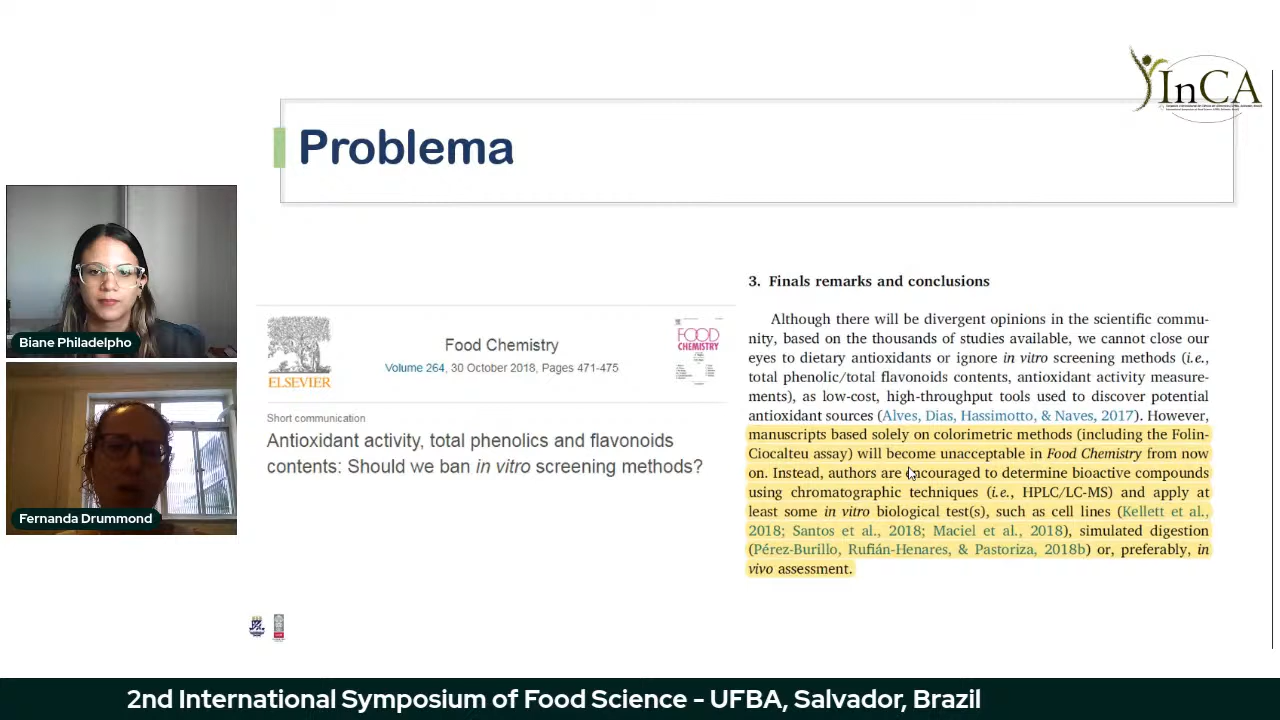 InCA
Problema
Biane Philadelpho
Fernanda Drummond
ELSEVIER
Food Chemistry
Volume 264, 30 October 2018, Pages 471-475
FOOD
CHEMISTRY
Short communication
Antioxidant activity, total phenolics and flavonoids
contents: Should we ban in vitro screening methods?
3. Finals remarks and conclusions
Although there will be divergent opinions in the scientific commu-
nity, based on the thousands of studies available, we cannot close our
eyes to dietary antioxidants or ignore in vitro screening methods (i.e.,
total phenolic/total flavonoids contents, antioxidant activity measure-
ments), as low-cost, high-throughput tools used to discover potential
antioxidant sources (Alves, Dias, Hassimotto, & Naves, 2017). However,
manuscripts based solely on colorimetric methods (including the Folin-
Ciocalteu assay) will become unacceptable in Food Chemistry from now
on. Instead, authors are encouraged to determine bioactive compounds
using chromatographic techniques (i.e., HPLC/LC-MS) and apply at
least some in vitro biological test(s), such as cell lines (Kellett et al.,
2018; Santos et al., 2018; Maciel et al., 2018), simulated digestion
(Pérez-Burillo, Rufián-Henares, & Pastoriza, 2018b) or, preferably, in
vivo assessment.
2nd International Symposium of Food Science - UFBA, Salvador, Brazil